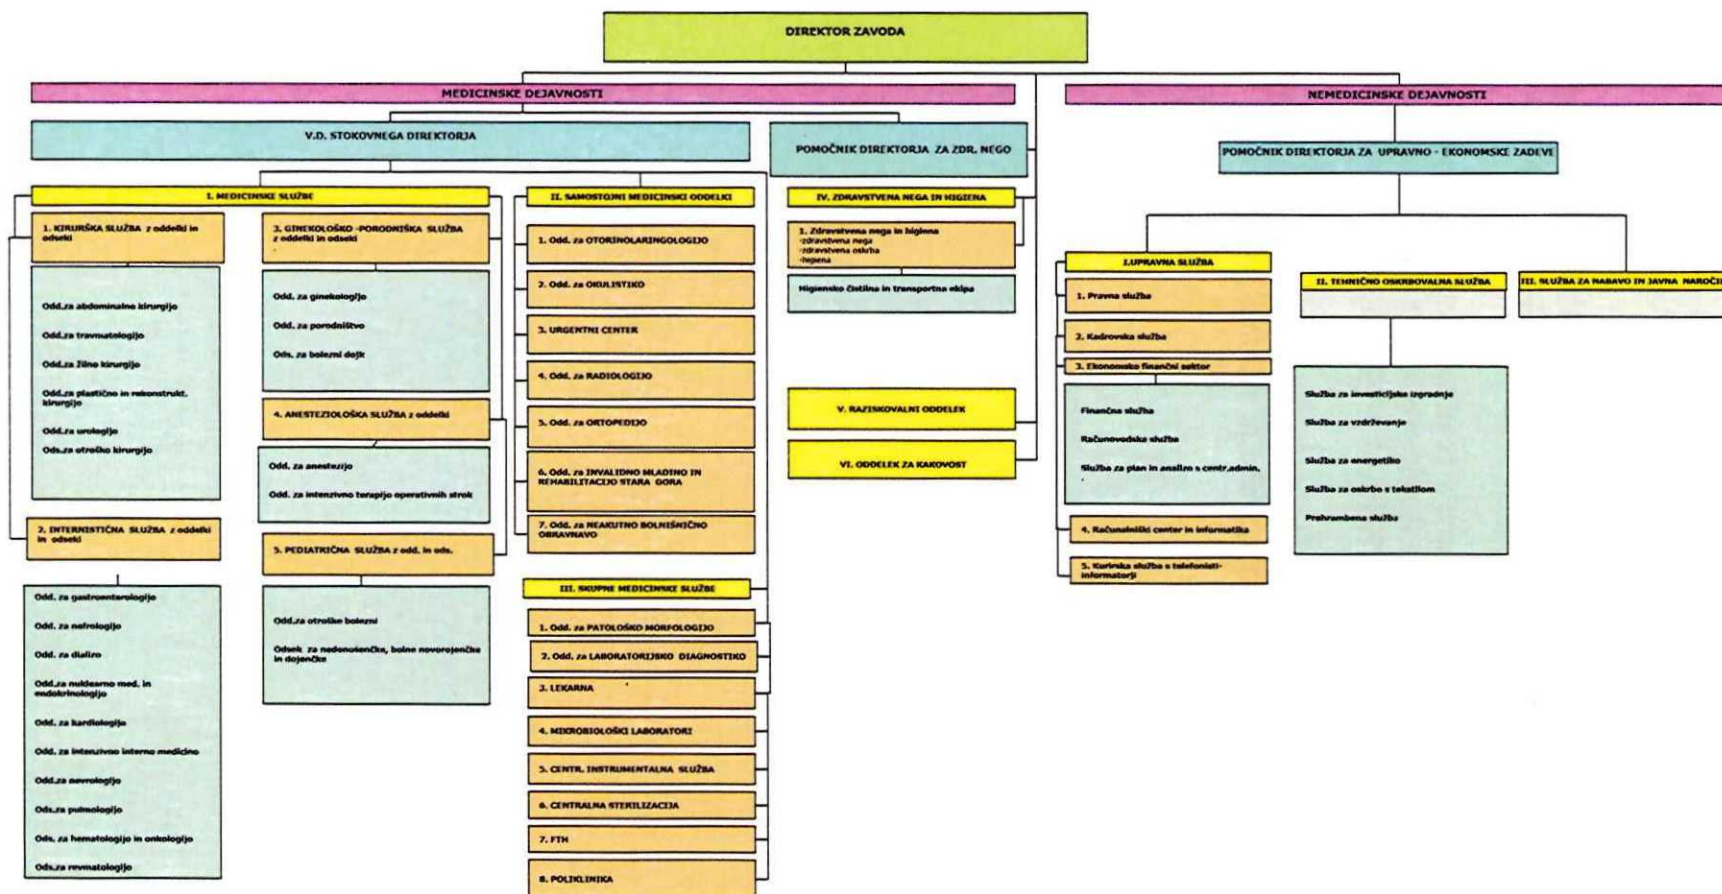 DIREKTOR ZAVODA
MEDICINSKE DEJAVNOSTI
NEMEDICINSKE DEJAVNOSTI
V.D. STOKOVNEGA DIREKTORJA
POMOČNIK DIREKTORJA ZA ZDR. NEGO
POMOČNIK DIREKTORJA ZA UPRAVNO - EKONOMSKE ZADEVE
I. MEDICINSKE SLUŽBE
1. KIRURŠKA SLUŽBA z oddelki in
odseki
Odd.za abdominalno kirurgijo
Odd.za travmatologijo
Odd.za žilno kirurgijo
Odd.za plastično in rekonstrukt.
kirurgijo
Odd.za urologijo
Ods.za otroško kirurgijo
2. INTERNISTIČNA SLUŽBA z oddelki
in odseki
Odd. za gastroenterologijo
Odd. za nefrologijo
Odd. za dializo
Odd.za nuklearno med. in
endokrinologijo
Odd. za kardiologijo
Odd. za intenzivno interno medicino
Odd.za nevrologijo
Ods.za pulmologijo
Ods. za hematologijo in onkologijo
Ods.za revmatologijo
3. GINEKOLOŠKO -PORODNIŠKA SLUŽBA
z oddelki in odseki
Odd. za ginekologijo
Odd. za porodništvo
Ods. za bolezni dojk
4. ANESTEZIOLOŠKA SLUŽBA z oddelki
Odd. za anestezijo
Odd. za intenzivno terapijo operativnih strok
5. PEDIATRIČNA SLUŽBA z odd. in ods.
Odd.za otroške bolezni
Odsek za nedonošenčke, bolne novorojenčke
in dojenčke
II. SAMOSTOJNI MEDICINSKI ODDELKI
1. Odd. za OTORINOLARINGOLOGIJO
2. Odd. za OKULISTIKO
3. URGENTNI CENTER
4. Odd. za RADIOLOGIJO
5. Odd. za ORTOPEDIJO
6. Odd. za INVALIDNO MLADINO IN
REHABILITACIJO STARA GORA
7. Odd. za NEAKUTNO BOLNIŠNIČNO
OBRAVNAVO
III. SKUPNE MEDICINSKE SLUŽBE
1. Odd. za PATOLOŠKO MORFOLOGIJO
2. Odd. za LABORATORIJSKO DIAGNOSTIKO
3. LEKARNA
4. MIKROBIOLOŠKI LABORATORI
5. CENTR. INSTRUMENTALNA SLUŽBA
6. CENTRALNA STERILIZACIJA
7. FTH
8. POLIKLINIKA
IV. ZDRAVSTVENA NEGA IN HIGIENA
1. Zdravstvena nega in higiena
-zdravstvena nega
-zdravstvena oskrba
-higiena
Higiensko čistilna in transportna ekipa
V. RAZISKOVALNI ODDELEK
VI. ODDELEK ZA KAKOVOST
I.UPRAVNA SLUŽBA
1. Pravna služba
2. Kadrovska služba
3. Ekonomsko finančni sektor
Finančna služba
Računovodska služba
Služba za plan in analizo s centr.admin.
4. Računalniški center in informatika
5. Kurirska služba s telefonisti-
informatorji
II. TEHNIČNO OSKRBOVALNA SLUŽBA
Služba za investicijske izgradnje
Služba za vzdrževanje
Služba za energetiko
Služba za oskrbo s tekstilom
Prehrambena služba
III. SLUŽBA ZA NABAVO IN JAVNA